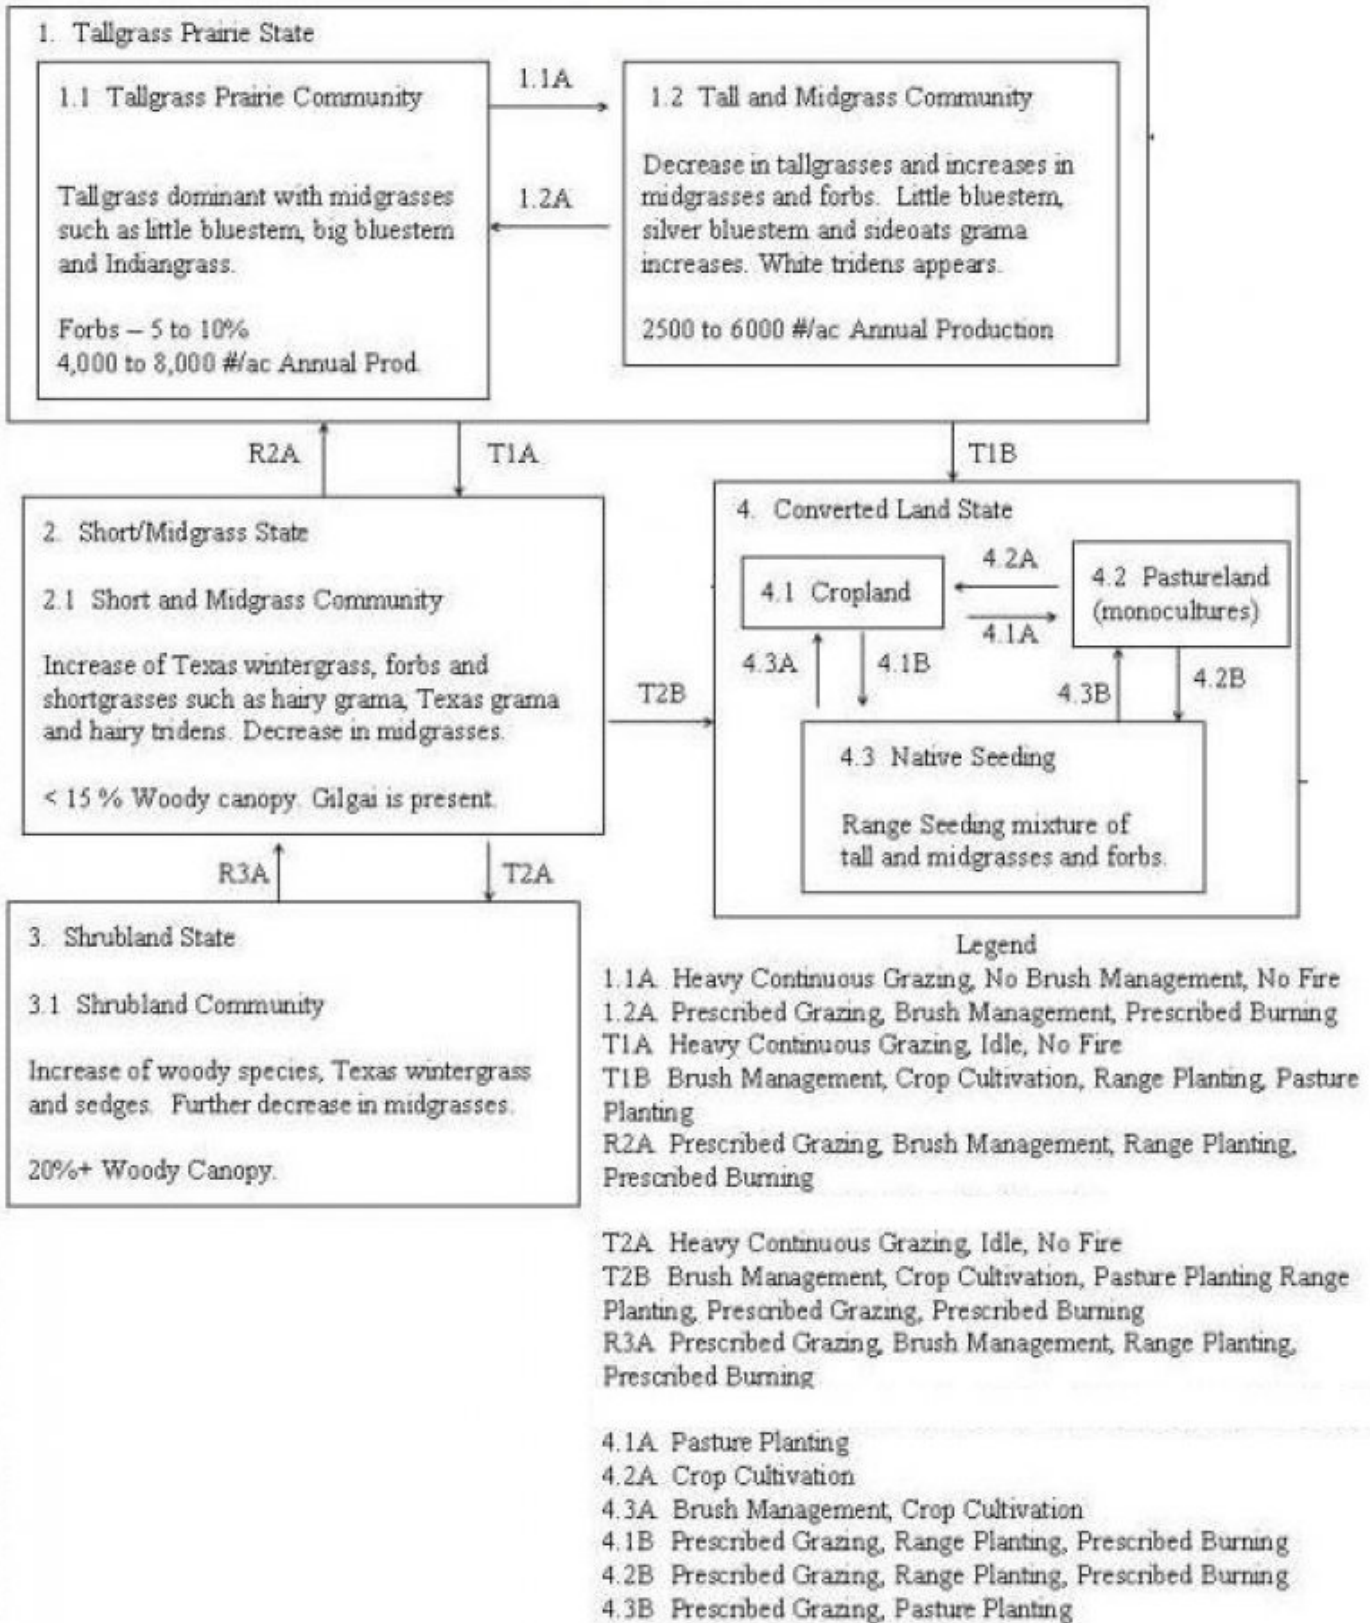 1. Tallgrass Prairie State
1.1 Tallgrass Prairie Community
Tallgrass dominant with midgrasses
such as little bluestem, big bluestem
and Indiangrass.
Forbs – 5 to 10%
4,000 to 8,000 #/ac Annual Prod.
1.1A
1.2A
1.2 Tall and Midgrass Community
Decrease in tallgrasses and increases in
midgrasses and forbs. Little bluestem,
silver bluestem and sideoats grama
increases. White tridens appears.
2500 to 6000 #/ac Annual Production
R2A
T1A
T1B
2. Short/Midgrass State
2.1 Short and Midgrass Community
Increase of Texas wintergrass, forbs and
shortgrasses such as hairy grama, Texas grama
and hairy tridens. Decrease in midgrasses.
< 15 % Woody canopy. Gilgai is present.
T2B
4. Converted Land State
4.1 Cropland
4.2A
4.1A
4.2 Pastureland
(monocultures)
4.3A
4.1B
4.3B
4.2B
4.3 Native Seeding
Range Seeding mixture of
tall and midgrasses and forbs.
R3A
T2A
3. Shrubland State
3.1 Shrubland Community
Increase of woody species, Texas wintergrass
and sedges. Further decrease in midgrasses.
20%+ Woody Canopy.
Legend
1.1A Heavy Continuous Grazing, No Brush Management, No Fire
1.2A Prescribed Grazing, Brush Management, Prescribed Burning
T1A Heavy Continuous Grazing, Idle, No Fire
T1B Brush Management, Crop Cultivation, Range Planting, Pasture
Planting
R2A Prescribed Grazing, Brush Management, Range Planting,
Prescribed Burning
T2A Heavy Continuous Grazing, Idle, No Fire
T2B Brush Management, Crop Cultivation, Pasture Planting Range
Planting, Prescribed Grazing, Prescribed Burning
R3A Prescribed Grazing, Brush Management, Range Planting,
Prescribed Burning
4.1A Pasture Planting
4.2A Crop Cultivation
4.3A Brush Management, Crop Cultivation
4.1B Prescribed Grazing, Range Planting, Prescribed Burning
4.2B Prescribed Grazing, Range Planting, Prescribed Burning
4.3B Prescribed Grazing, Pasture Planting